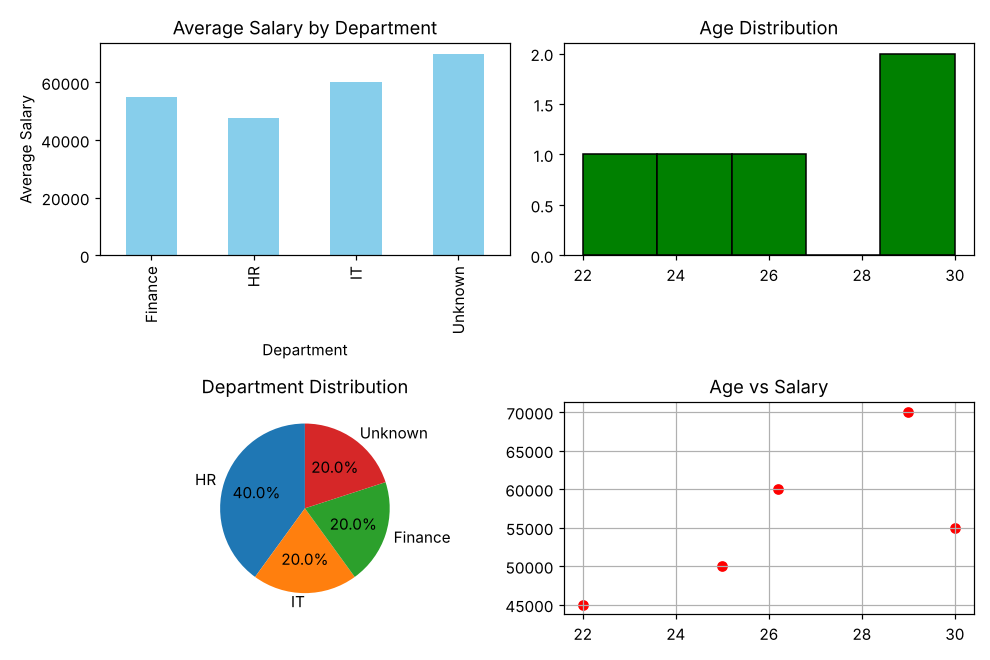 Average Salary by Department
Average Salary
60000
40000
20000
0
Finance
HR
IT
Unknown
Department
Age Distribution
2.0
1.5
1.0
0.5
0.0
22 24 26 28 30
Department Distribution
HR
40.0%
IT
20.0%
Finance
20.0%
Unknown
20.0%
Age vs Salary
70000
65000
60000
55000
50000
45000
22 24 26 28 30